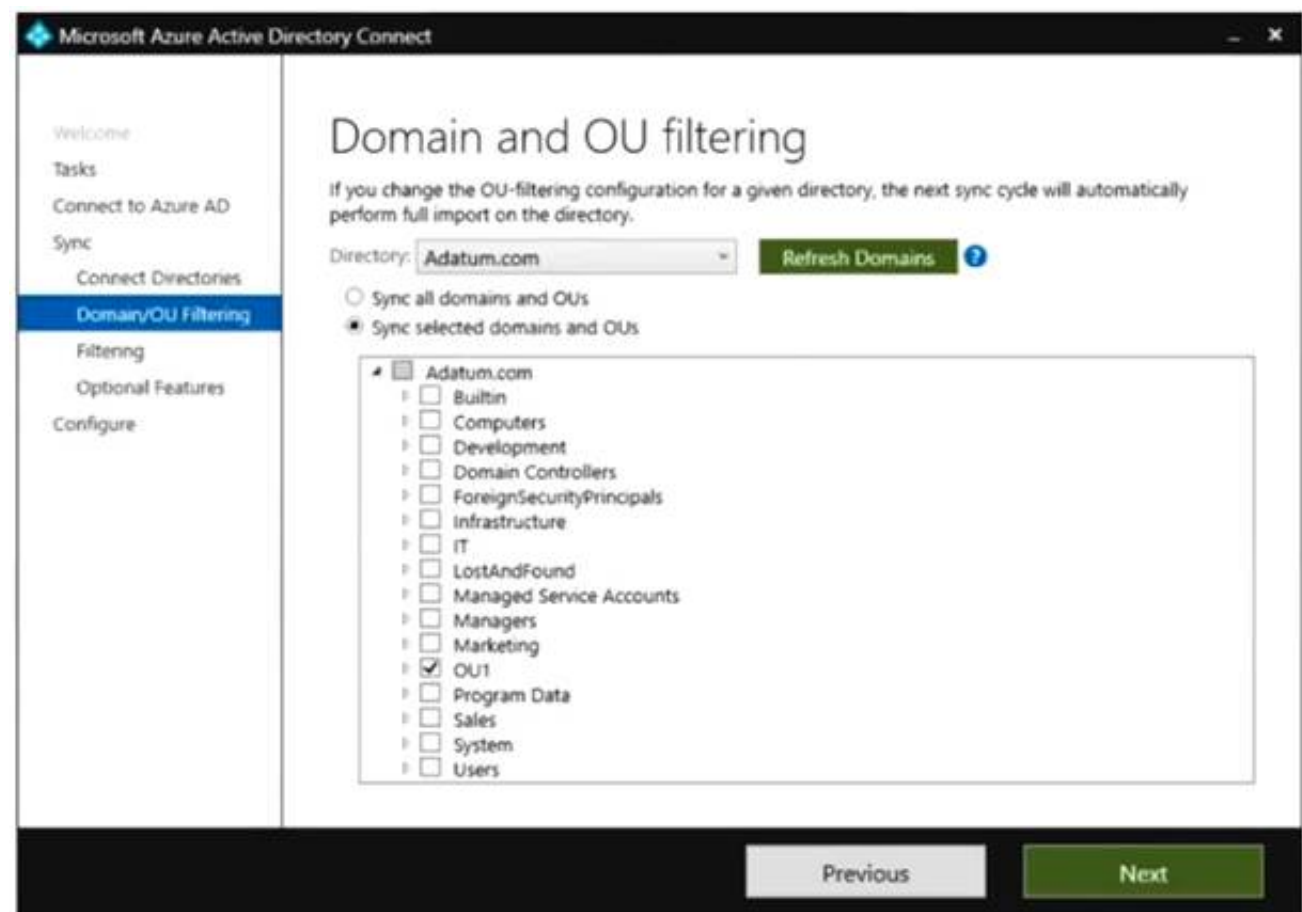 Microsoft Azure Active Directory Connect
Welcome
Tasks
Connect to Azure AD
Sync
Connect Directories
Domain/OU Filtering
Filtering
Optional Features
Configure
Domain and OU filtering
If you change the OU-filtering configuration for a given directory, the next sync cycle will automatically
perform full import on the directory.
Directory: Adatum.com Refresh Domains ?
Sync all domains and OUs
Sync selected domains and OUs
Adatum.com
Builtin
Computers
Development
Domain Controllers
ForeignSecurityPrincipals
Infrastructure
IT
LostAndFound
Managed Service Accounts
Managers
Marketing
OU1
Program Data
Sales
System
Users
Previous Next